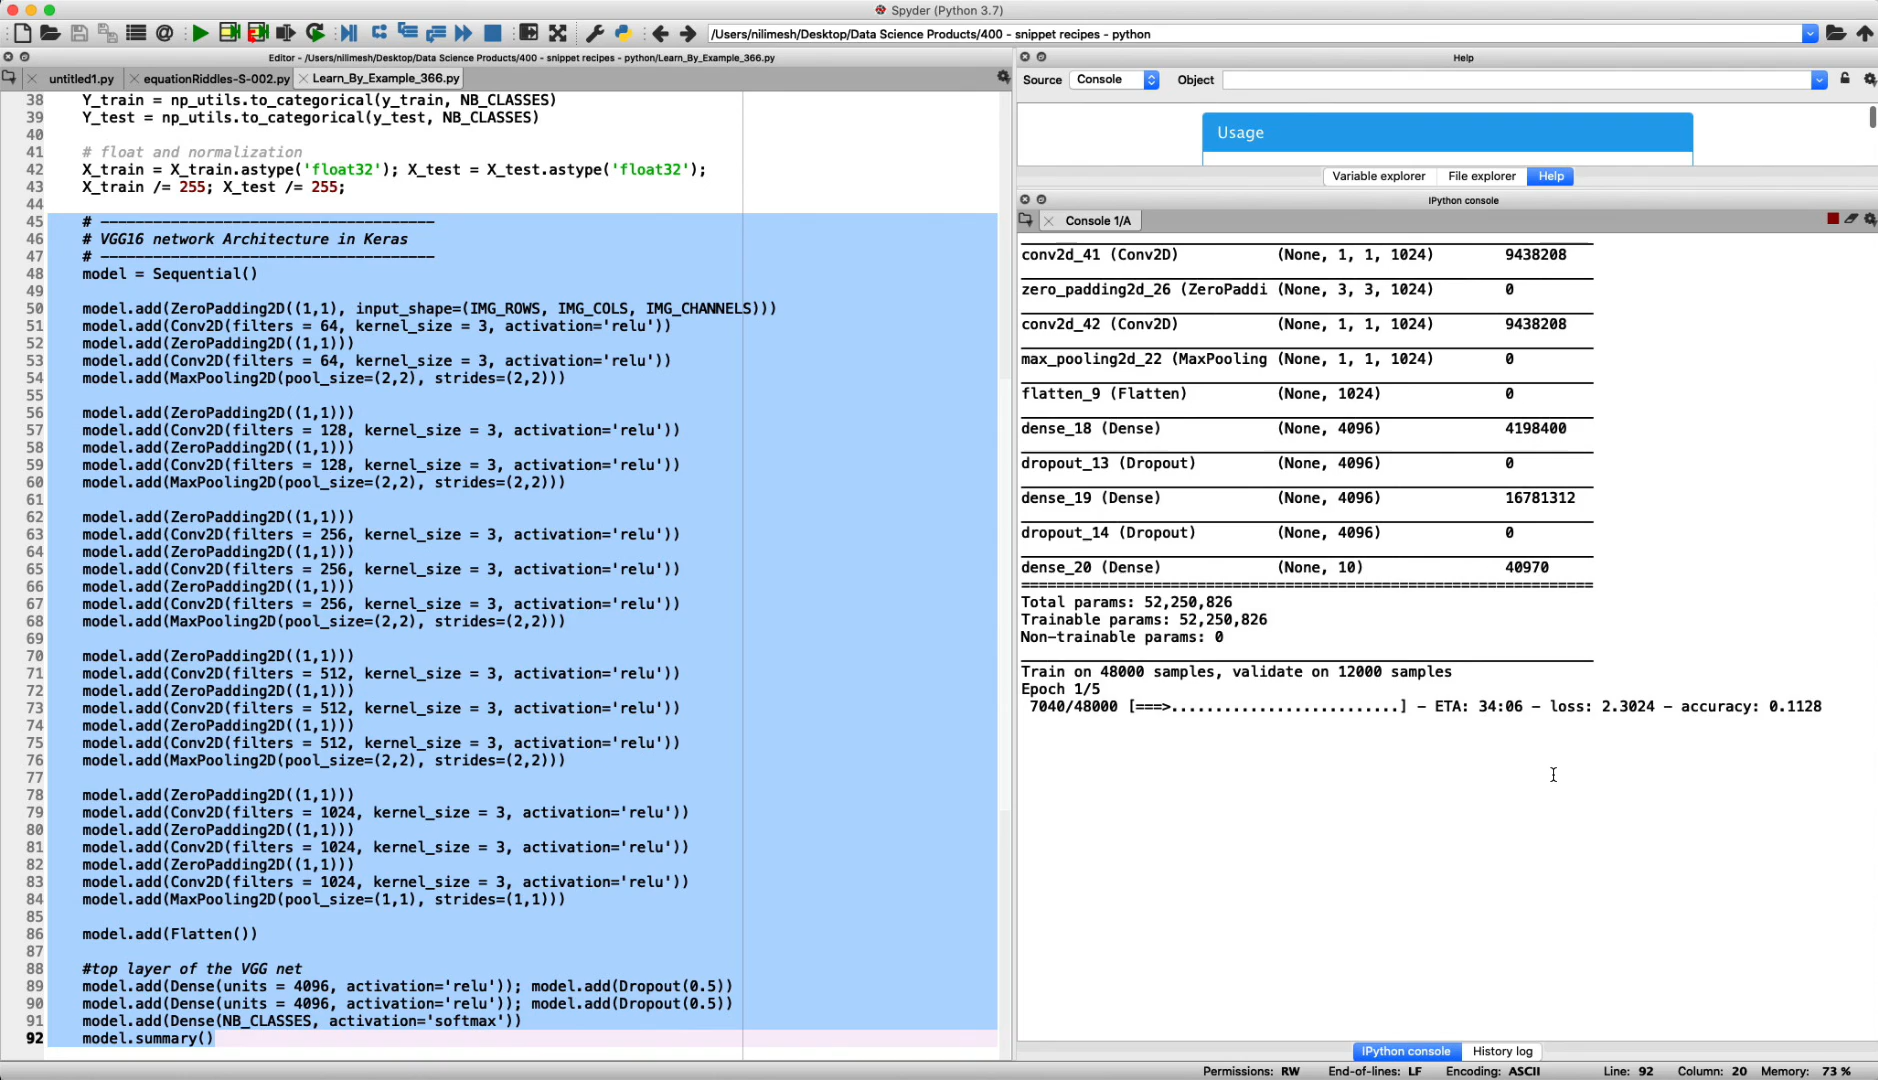 Spyder (Python 3.7)
/Users/nilimesh/Desktop/Data Science Products/400 - snippet recipes - python
Editor - /Users/nilimesh/Desktop/Data Science Products/400 - snippet recipes - python/Learn_By_Example_366.py
untitled1.py equationRiddles-S-002.py Learn_By_Example_366.py
38 Y_train = np_utils.to_categorical(y_train, NB_CLASSES)
39 Y_test = np_utils.to_categorical(y_test, NB_CLASSES)
40
41 # float and normalization
42 X_train = X_train.astype('float32'); X_test = X_test.astype('float32');
43 X_train /= 255; X_test /= 255;
44
45 # --------------------------------------
46 # VGG16 network Architecture in Keras
47 # --------------------------------------
48 model = Sequential()
49
50 model.add(ZeroPadding2D((1,1), input_shape=(IMG_ROWS, IMG_COLS, IMG_CHANNELS)))
51 model.add(Conv2D(filters = 64, kernel_size = 3, activation='relu'))
52 model.add(ZeroPadding2D((1,1)))
53 model.add(Conv2D(filters = 64, kernel_size = 3, activation='relu'))
54 model.add(MaxPooling2D(pool_size=(2,2), strides=(2,2)))
55
56 model.add(ZeroPadding2D((1,1)))
57 model.add(Conv2D(filters = 128, kernel_size = 3, activation='relu'))
58 model.add(ZeroPadding2D((1,1)))
59 model.add(Conv2D(filters = 128, kernel_size = 3, activation='relu'))
60 model.add(MaxPooling2D(pool_size=(2,2), strides=(2,2)))
61
62 model.add(ZeroPadding2D((1,1)))
63 model.add(Conv2D(filters = 256, kernel_size = 3, activation='relu'))
64 model.add(ZeroPadding2D((1,1)))
65 model.add(Conv2D(filters = 256, kernel_size = 3, activation='relu'))
66 model.add(ZeroPadding2D((1,1)))
67 model.add(Conv2D(filters = 256, kernel_size = 3, activation='relu'))
68 model.add(MaxPooling2D(pool_size=(2,2), strides=(2,2)))
69
70 model.add(ZeroPadding2D((1,1)))
71 model.add(Conv2D(filters = 512, kernel_size = 3, activation='relu'))
72 model.add(ZeroPadding2D((1,1)))
73 model.add(Conv2D(filters = 512, kernel_size = 3, activation='relu'))
74 model.add(ZeroPadding2D((1,1)))
75 model.add(Conv2D(filters = 512, kernel_size = 3, activation='relu'))
76 model.add(MaxPooling2D(pool_size=(2,2), strides=(2,2)))
77
78 model.add(ZeroPadding2D((1,1)))
79 model.add(Conv2D(filters = 1024, kernel_size = 3, activation='relu'))
80 model.add(ZeroPadding2D((1,1)))
81 model.add(Conv2D(filters = 1024, kernel_size = 3, activation='relu'))
82 model.add(ZeroPadding2D((1,1)))
83 model.add(Conv2D(filters = 1024, kernel_size = 3, activation='relu'))
84 model.add(MaxPooling2D(pool_size=(1,1), strides=(1,1)))
85
86 model.add(Flatten())
87
88 #top layer of the VGG net
89 model.add(Dense(units = 4096, activation='relu')); model.add(Dropout(0.5))
90 model.add(Dense(units = 4096, activation='relu')); model.add(Dropout(0.5))
91 model.add(Dense(NB_CLASSES, activation='softmax'))
92 model.summary()
Help
Source Console Object
Usage
Variable explorer File explorer Help
IPython console
Console 1/A
conv2d_41 (Conv2D) (None, 1, 1, 1024) 9438208
zero_padding2d_26 (ZeroPaddi (None, 3, 3, 1024) 0
conv2d_42 (Conv2D) (None, 1, 1, 1024) 9438208
max_pooling2d_22 (MaxPooling (None, 1, 1, 1024) 0
flatten_9 (Flatten) (None, 1024) 0
dense_18 (Dense) (None, 4096) 4198400
dropout_13 (Dropout) (None, 4096) 0
dense_19 (Dense) (None, 4096) 16781312
dropout_14 (Dropout) (None, 4096) 0
dense_20 (Dense) (None, 10) 40970
=================================================================
Total params: 52,250,826
Trainable params: 52,250,826
Non-trainable params: 0
Train on 48000 samples, validate on 12000 samples
Epoch 1/5
7040/48000 [===>..........................] - ETA: 34:06 - loss: 2.3024 - accuracy: 0.1128
IPython console History log
Permissions: RW End-of-lines: LF Encoding: ASCII Line: 92 Column: 20 Memory: 73 %